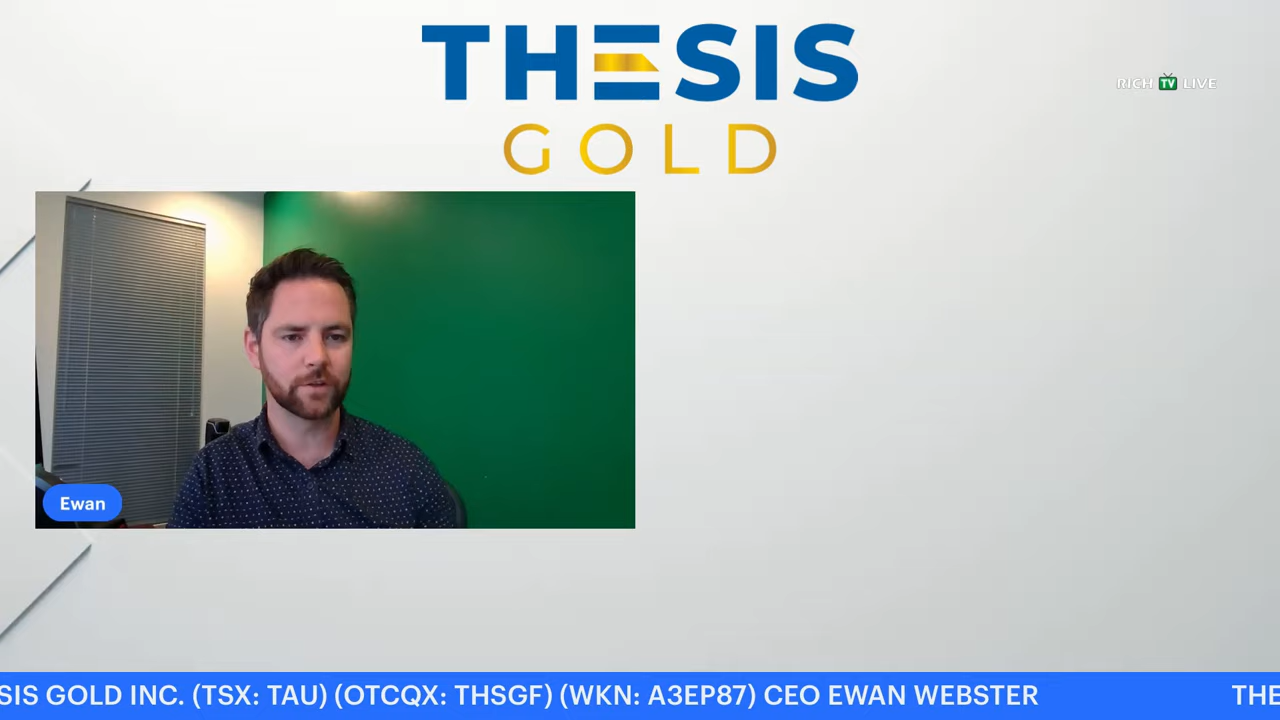 THESIS
GOLD
RICH TV LIVE
Ewan
SIS GOLD INC. (TSX: TAU) (OTCQX: THSGF) (WKN: A3EP87) CEO EWAN WEBSTER THE